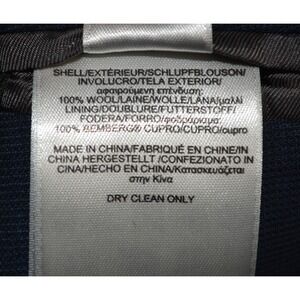 SHELL/EXTÉRIEUR/SCHLUPFBLOUSON/
INVOLUCRO/TELA EXTERIOR/
αφαιρούμενη επένδυση:
100% WOOL/LAINE/WOLLE/LANA/μαλλί
LINING/DOUBLURE/FUTTERSTOFF/
FODERA/FORRO/φοδράρισμα:
100% BEMBERG® CUPRO/CUPRO/cupro
MADE IN CHINA/FABRIQUÉ EN CHINE/IN
CHINA HERGESTELLT /CONFEZIONATO IN
CINA/HECHO EN CHINA/Κατασκευάζεται
στην Κίνα
DRY CLEAN ONLY